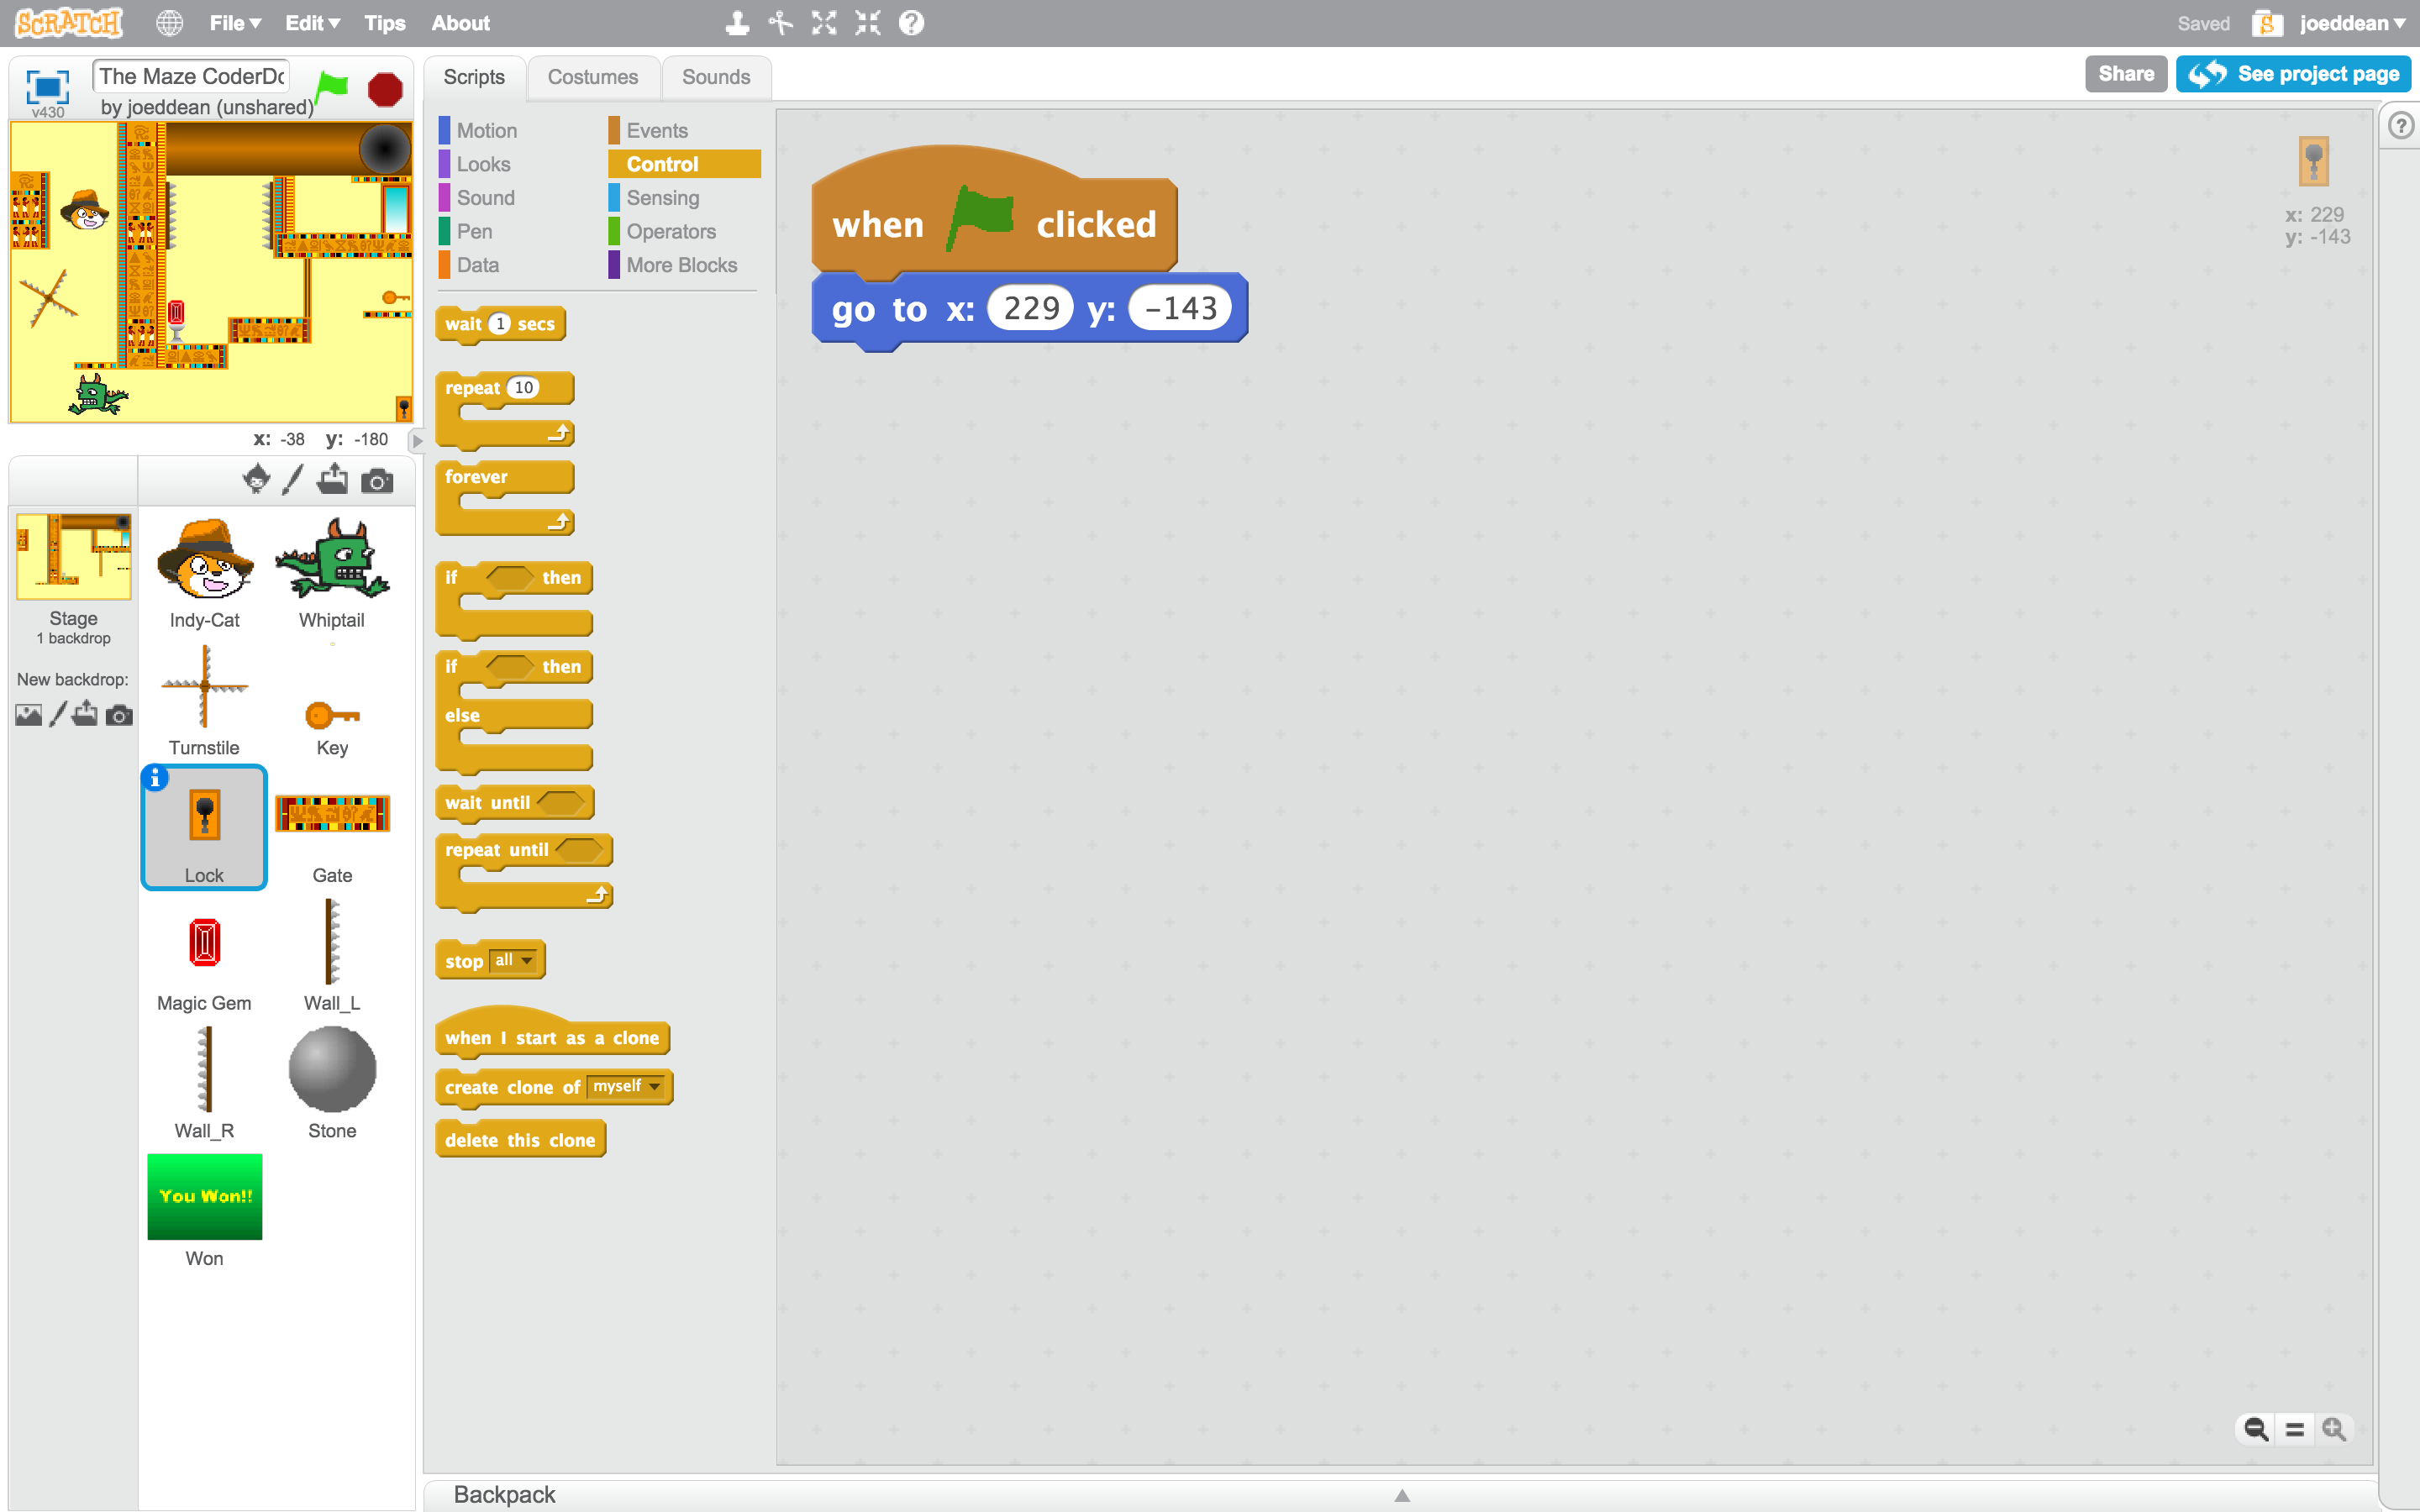 SCRATCH File Edit Tips About Saved joeddean
v430
The Maze CoderDo
by joeddean (unshared)
Scripts Costumes Sounds
Share See project page
Motion Events
Looks Control
Sound Sensing
Pen Operators
Data More Blocks
x: -38 y: -180
Stage
1 backdrop
New backdrop:
Indy-Cat Whiptail
Turnstile Key
Lock Gate
Magic Gem Wall_L
Wall_R Stone
You Won!!
Won
wait 1 secs
repeat 10
forever
if then
if then
else
wait until
repeat until
stop all
when I start as a clone
create clone of myself
delete this clone
when clicked
go to x: 229 y: -143
x: 229
y: -143
Backpack